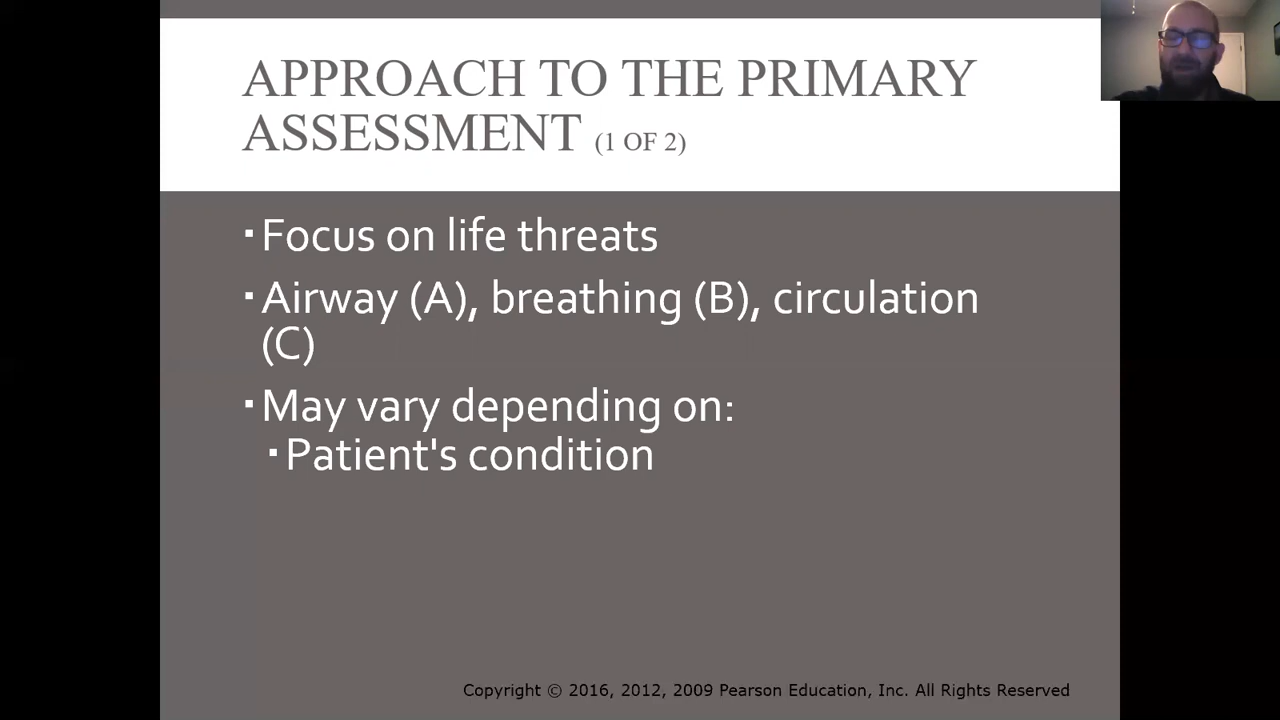 APPROACH TO THE PRIMARY
ASSESSMENT (1 OF 2)
▪Focus on life threats
▪Airway (A), breathing (B), circulation
(C)
▪May vary depending on:
▪Patient's condition
Copyright © 2016, 2012, 2009 Pearson Education, Inc. All Rights Reserved